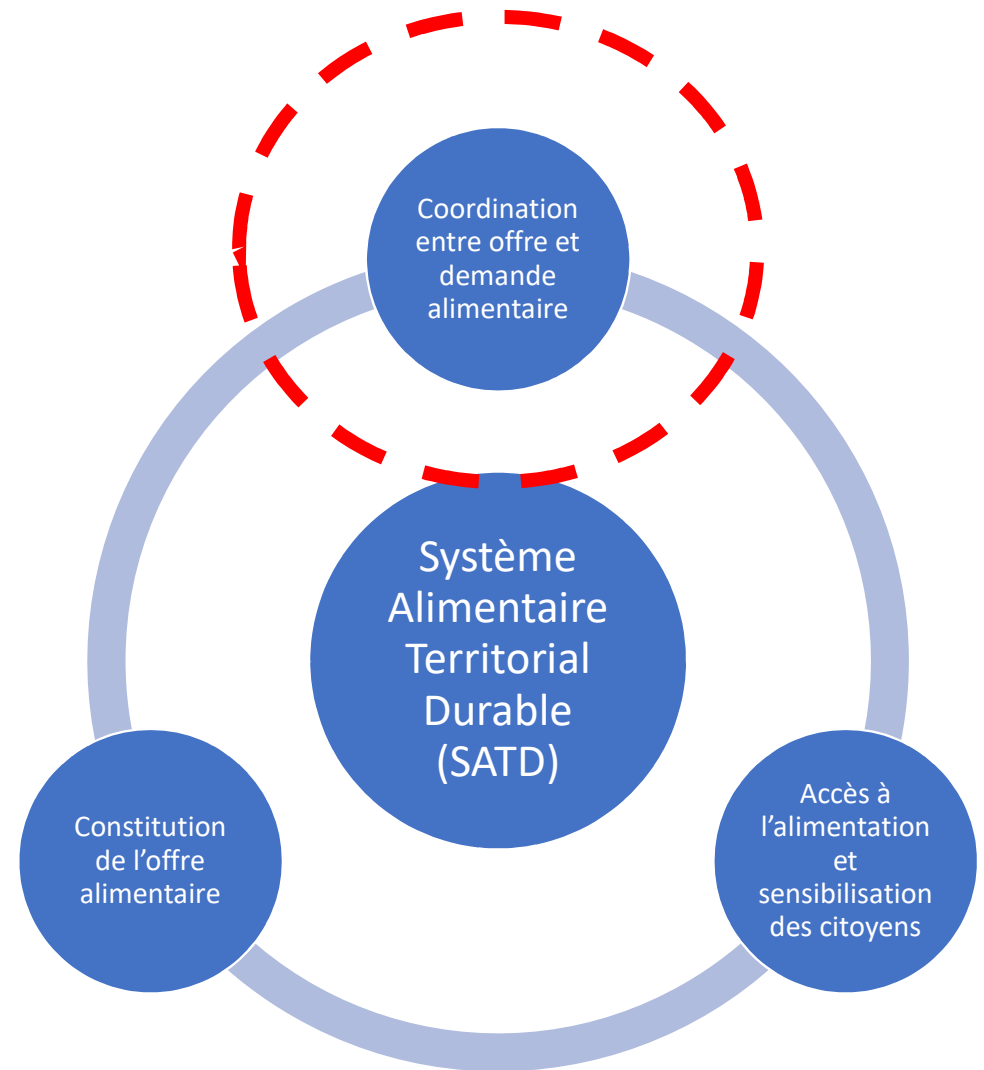 Coordination
entre offre et
demande
alimentaire
Système
Alimentaire
Territorial
Durable
(SATD)
Constitution
de l’offre
alimentaire
Accès à
l’alimentation
et
sensibilisation
des citoyens